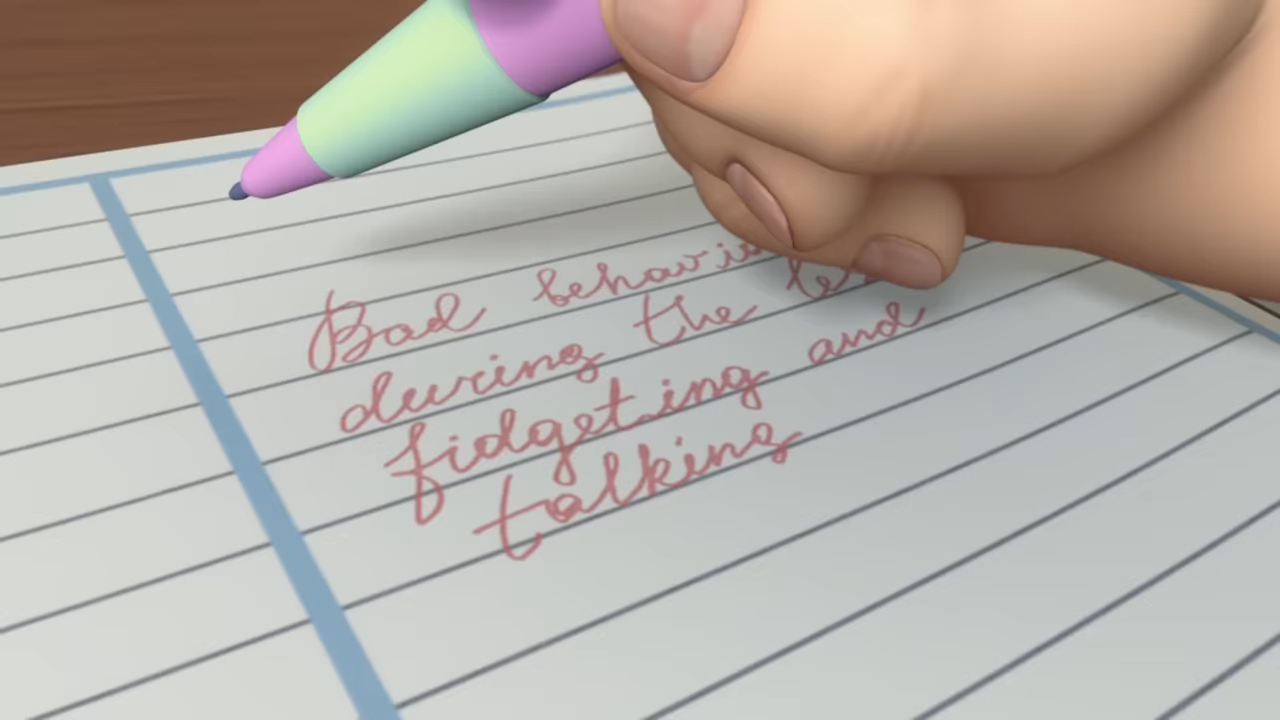 Bad
during the
fidgeting and
talking